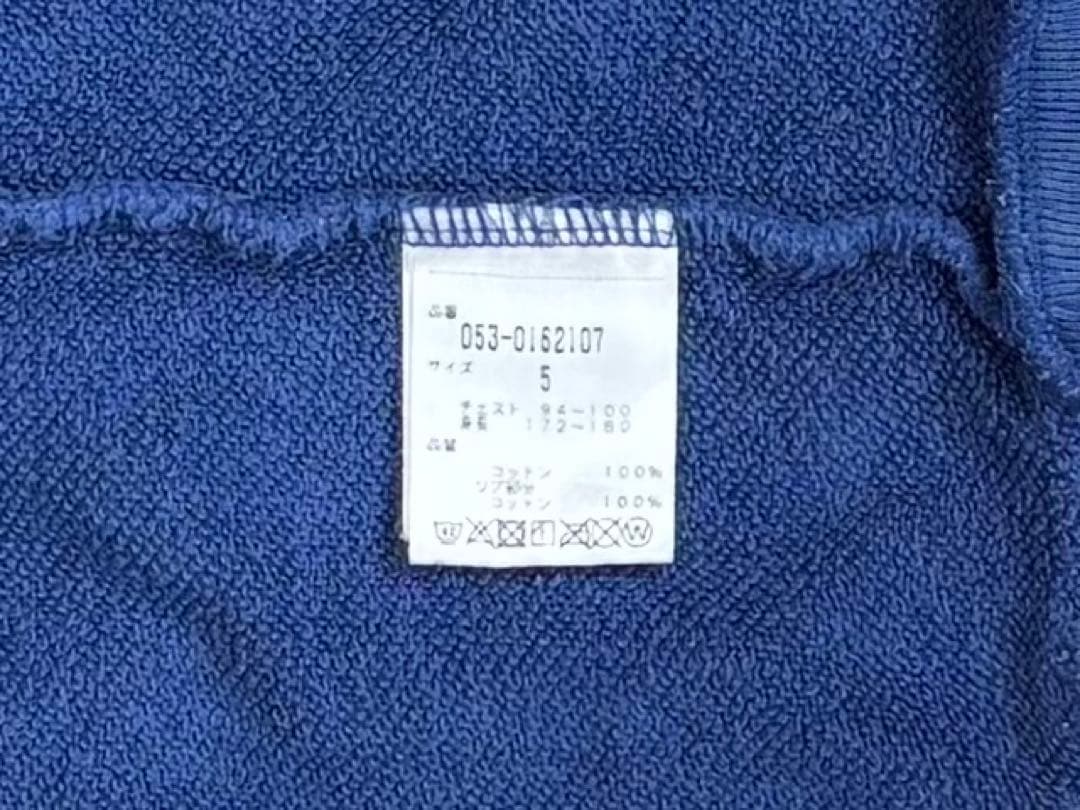 品番
053-0162107
サイズ
5
チェスト 94~100
身長 172~180
品質
コットン 100%
リブ部分
コットン 100%